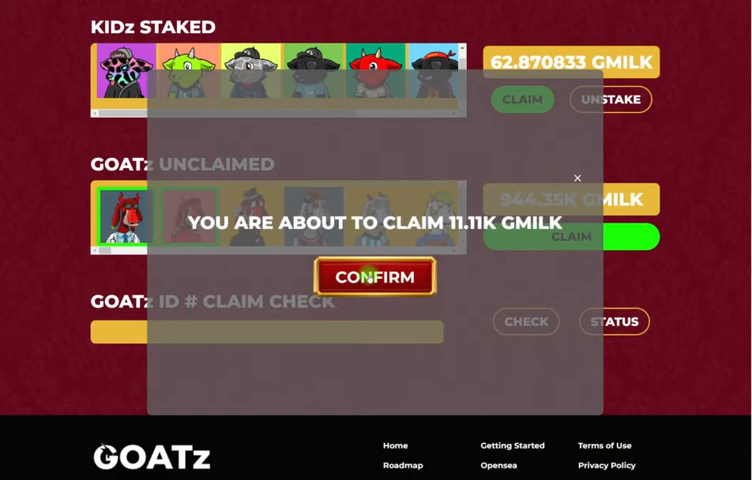 KIDz STAKED
62.870833 GMILK
CLAIM
UNSTAKE
GOATz UNCLAIMED
944.35K GMILK
YOU ARE ABOUT TO CLAIM 11.11K GMILK
CLAIM
CONFIRM
GOATz ID # CLAIM CHECK
CHECK
STATUS
GOATz
Home
Getting Started
Terms of Use
Roadmap
Opensea
Privacy Policy